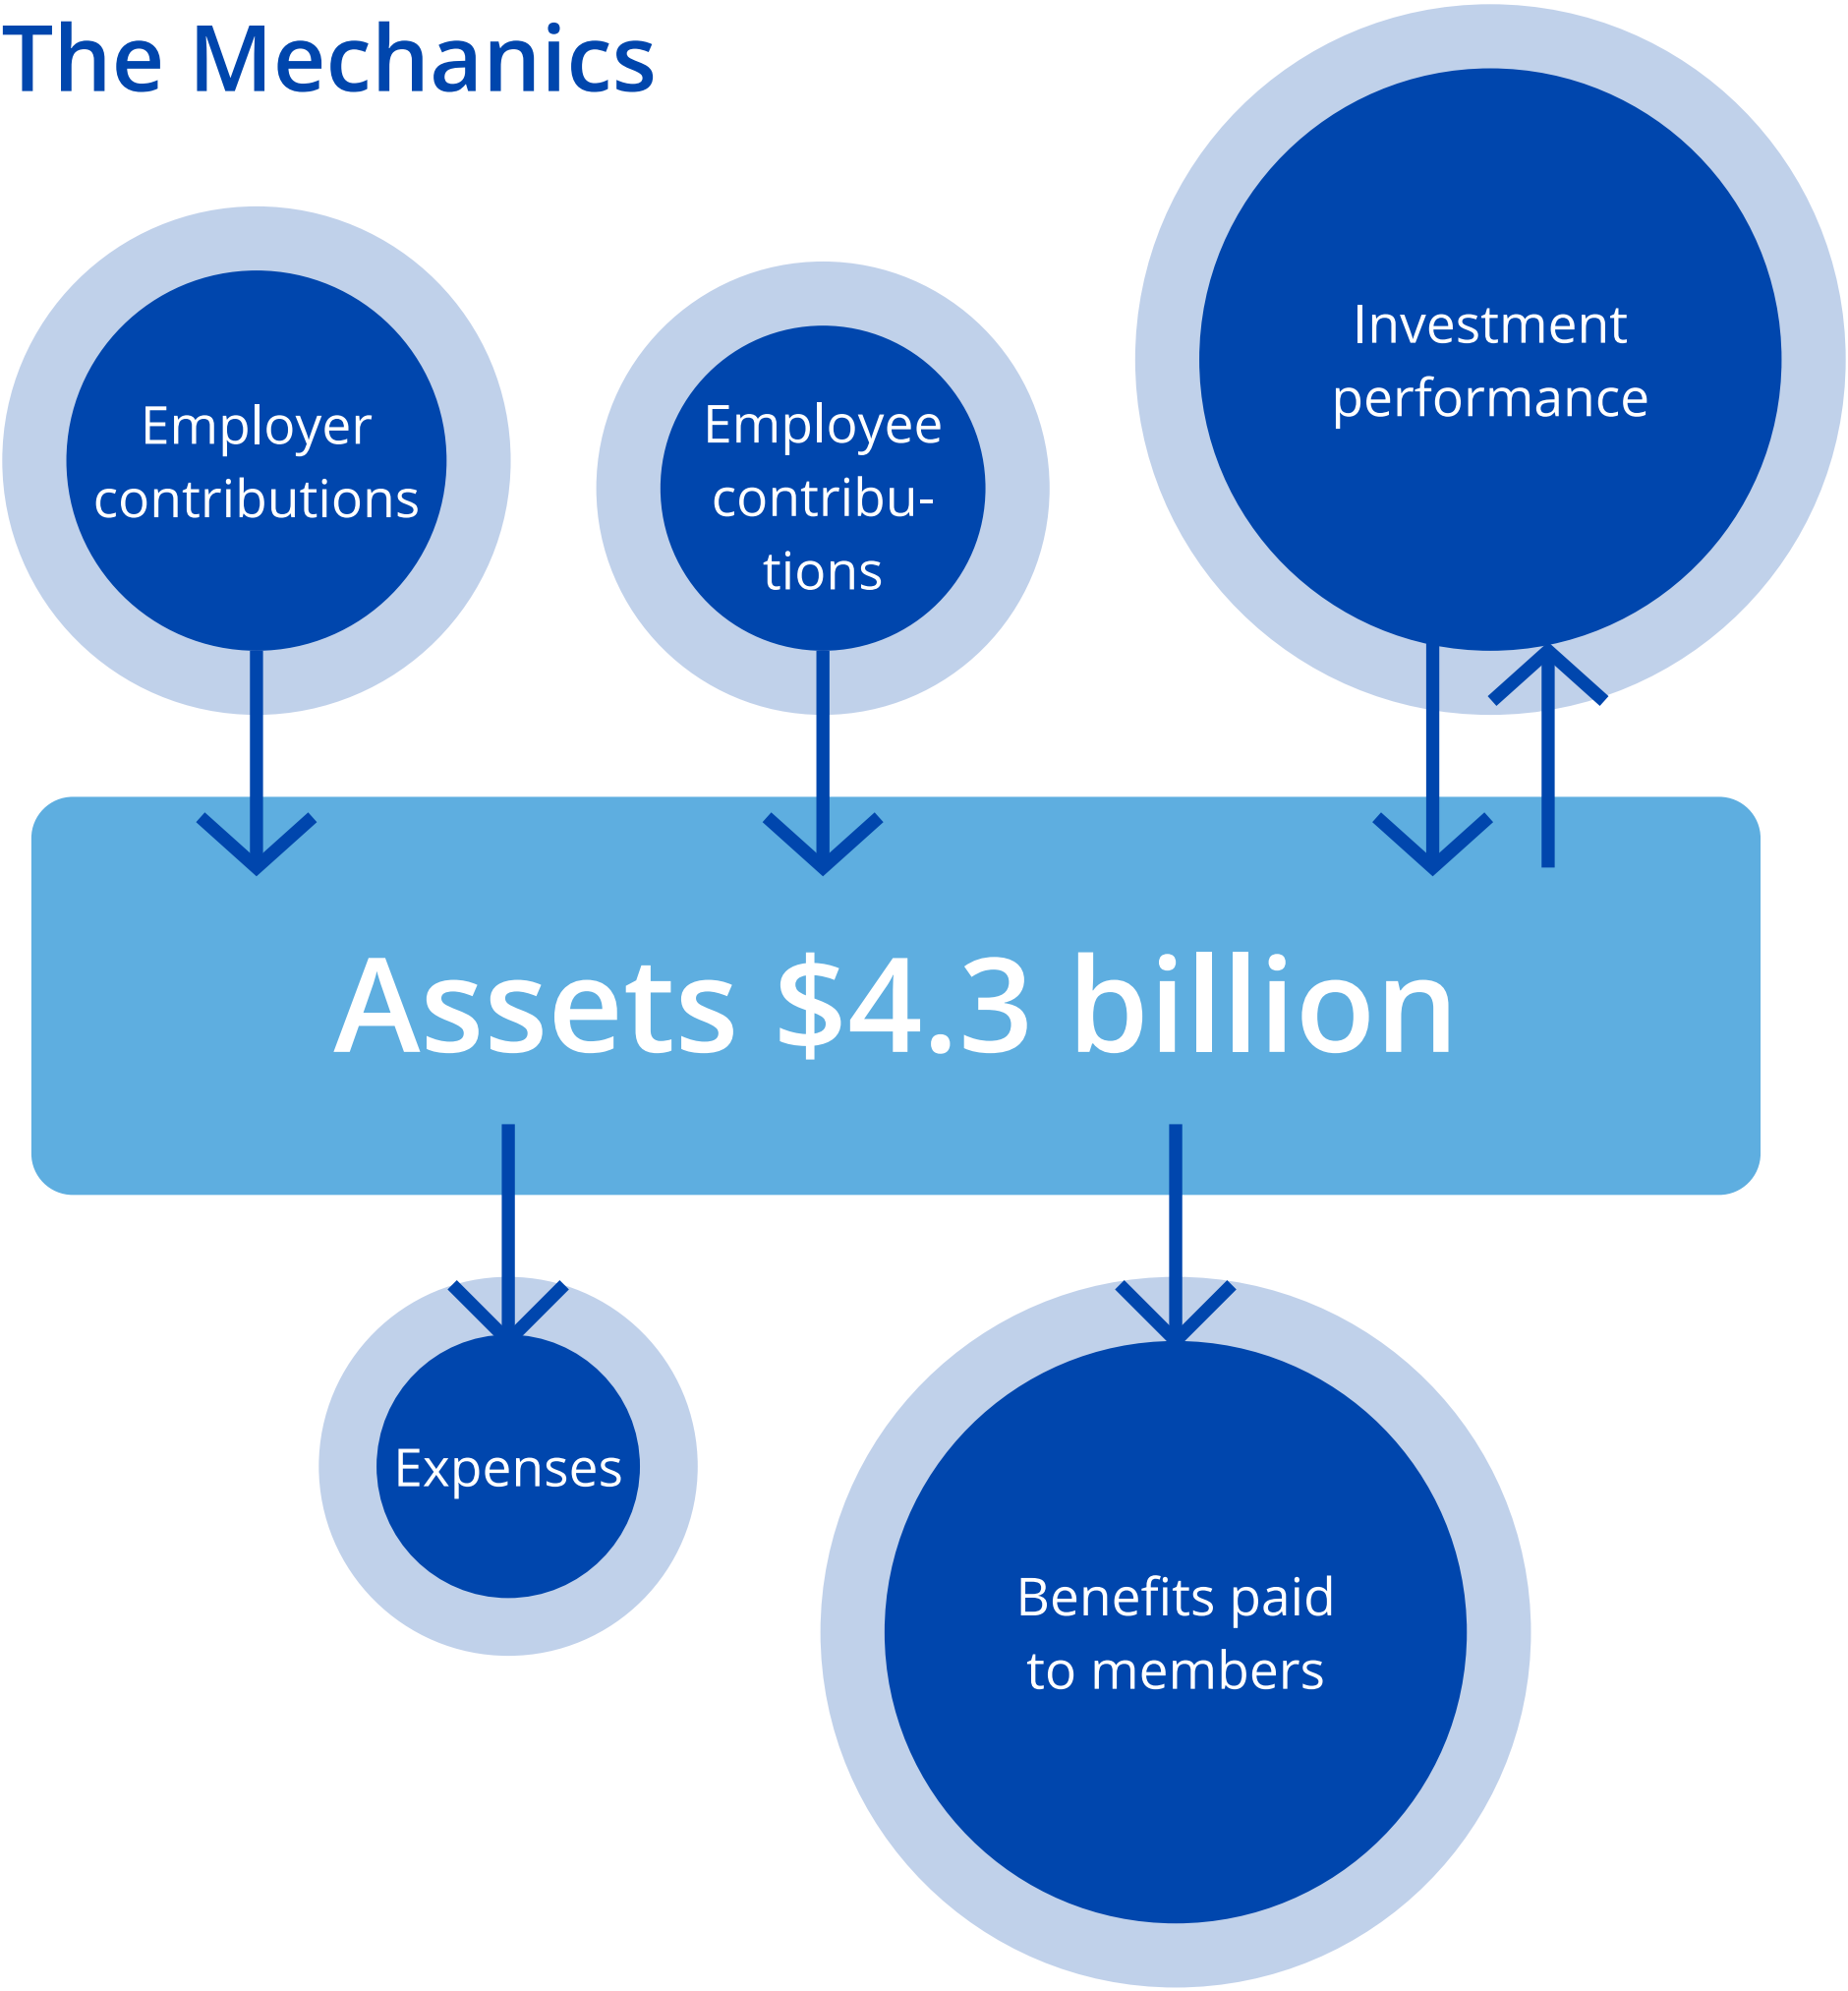 The Mechanics
Employer
contributions
Employee
contribu-
tions
Investment
performance
Assets $4.3 billion
Expenses
Benefits paid
to members